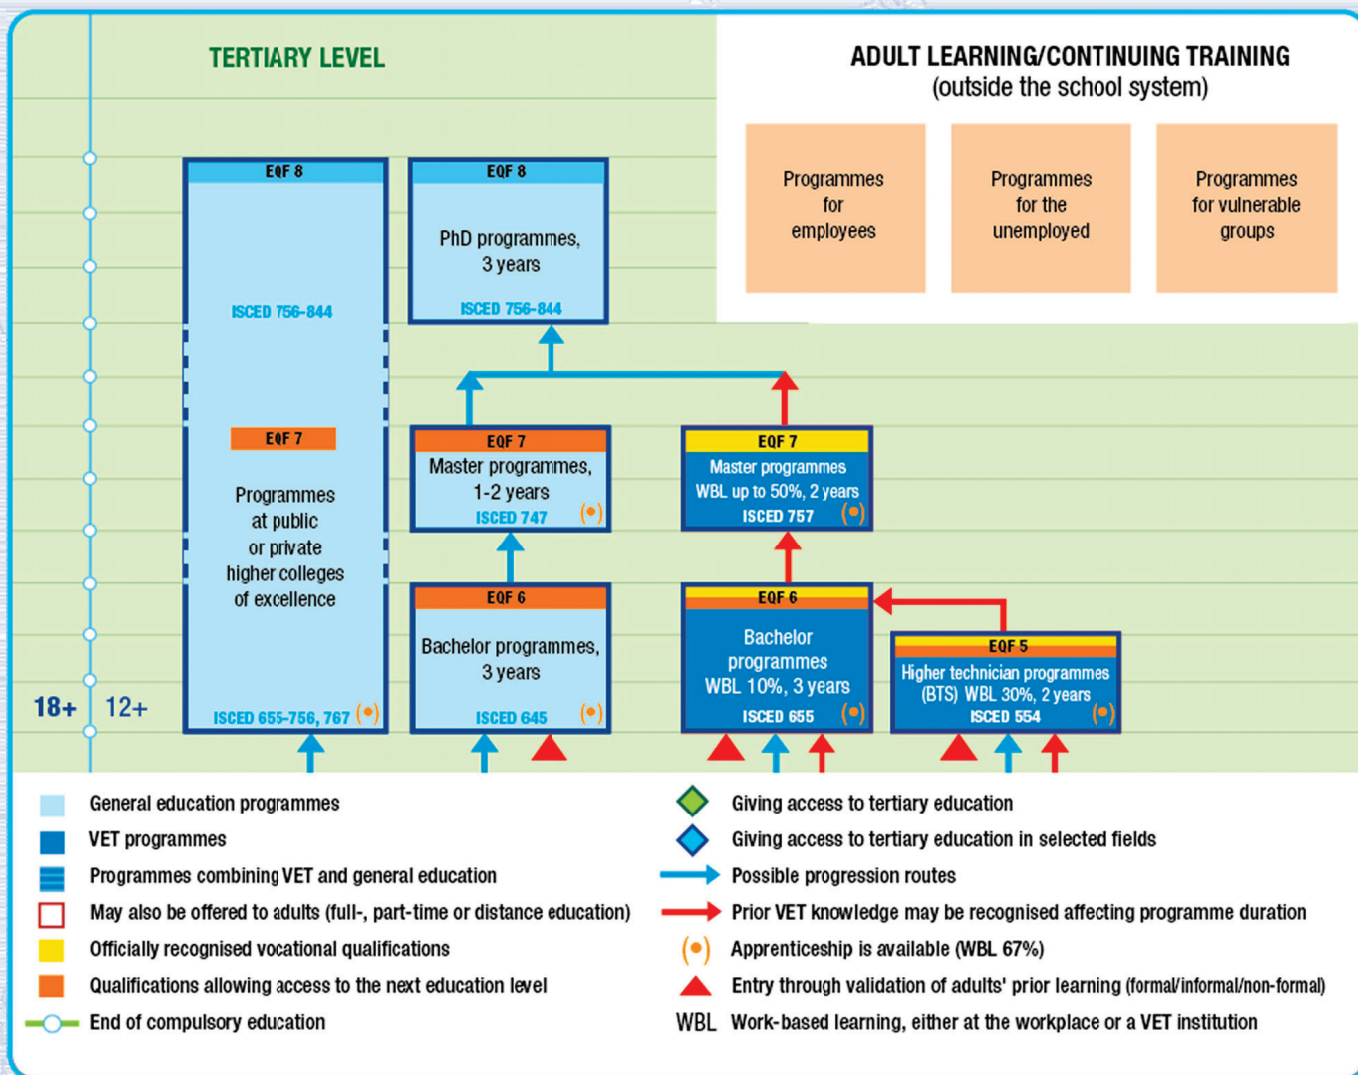 TERTIARY LEVEL
ADULT LEARNING/CONTINUING TRAINING
(outside the school system)
Programmes
for
employees
Programmes
for the
unemployed
Programmes
for vulnerable
groups
EQF 8
ISCED 756-844
EQF 7
Programmes
at public
or private
higher colleges
of excellence
ISCED 655-756, 767
EQF 8
PhD programmes,
3 years
ISCED 756-844
EQF 7
Master programmes,
1-2 years
ISCED 747
EQF 7
Master programmes
WBL up to 50%, 2 years
ISCED 757
EQF 6
Bachelor programmes,
3 years
ISCED 645
EQF 6
Bachelor
programmes
WBL 10%, 3 years
ISCED 655
EQF 5
Higher technician programmes
(BTS) WBL 30%, 2 years
ISCED 554
18+ 12+
General education programmes
VET programmes
Programmes combining VET and general education
May also be offered to adults (full-, part-time or distance education)
Officially recognised vocational qualifications
Qualifications allowing access to the next education level
End of compulsory education
Giving access to tertiary education
Giving access to tertiary education in selected fields
Possible progression routes
Prior VET knowledge may be recognised affecting programme duration
Apprenticeship is available (WBL 67%)
Entry through validation of adults' prior learning (formal/informal/non-formal)
WBL Work-based learning, either at the workplace or a VET institution